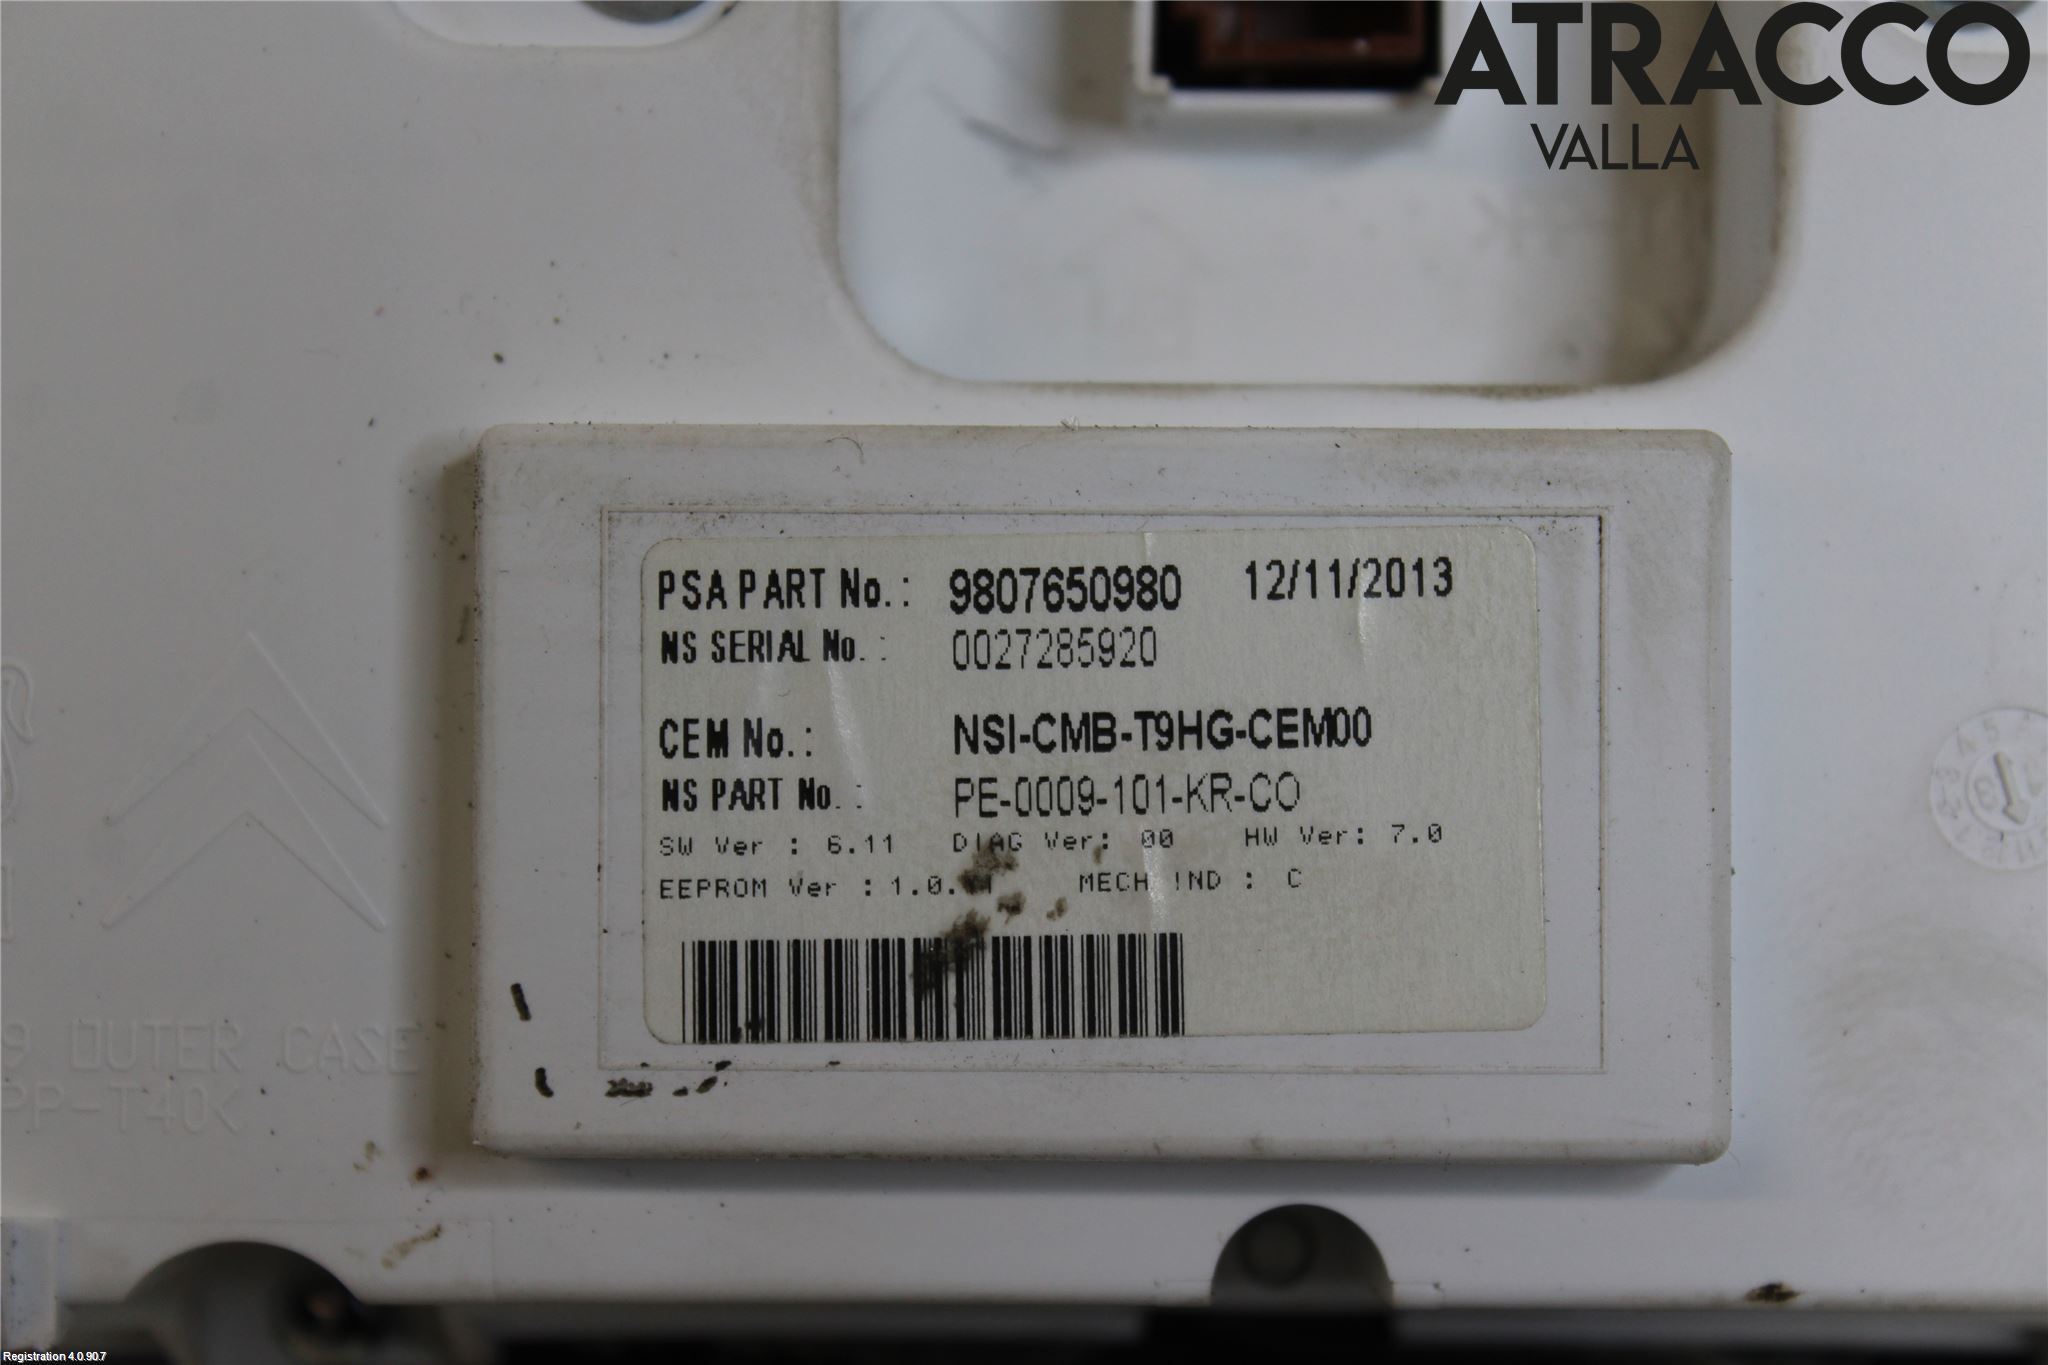 ATRACCO
VALLA
PSA PART No.: 9807650980 12/11/2013
NS SERIAL No. : 0027285920
CEM No.: NSI-CMB-T9HG-CEM00
NS PART No. : PE-0009-101-KR-CO
SW Ver : 6.11 DIAG Ver: 00 HW Ver: 7.0
EEPROM Ver : MECH IND : C
9 OUTER CASE
PP-T40<
Registration 4.0.90.7